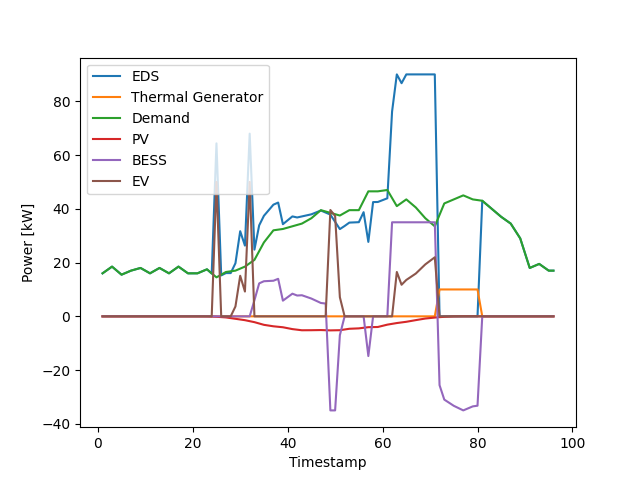 EDS
Thermal Generator
Demand
PV
BESS
EV
Power [kW]
80
60
40
20
0
−20
−40
0 20 40 60 80 100
Timestamp